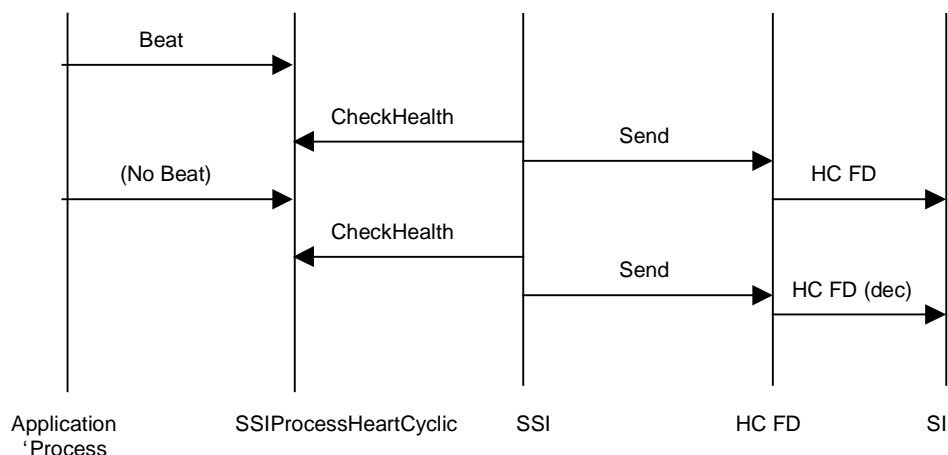 Beat
CheckHealth
Send
(No Beat)
HC FD
CheckHealth
Send
HC FD (dec)
Application
‘Process
SSIProcessHeartCyclic
SSI
HC FD
SI